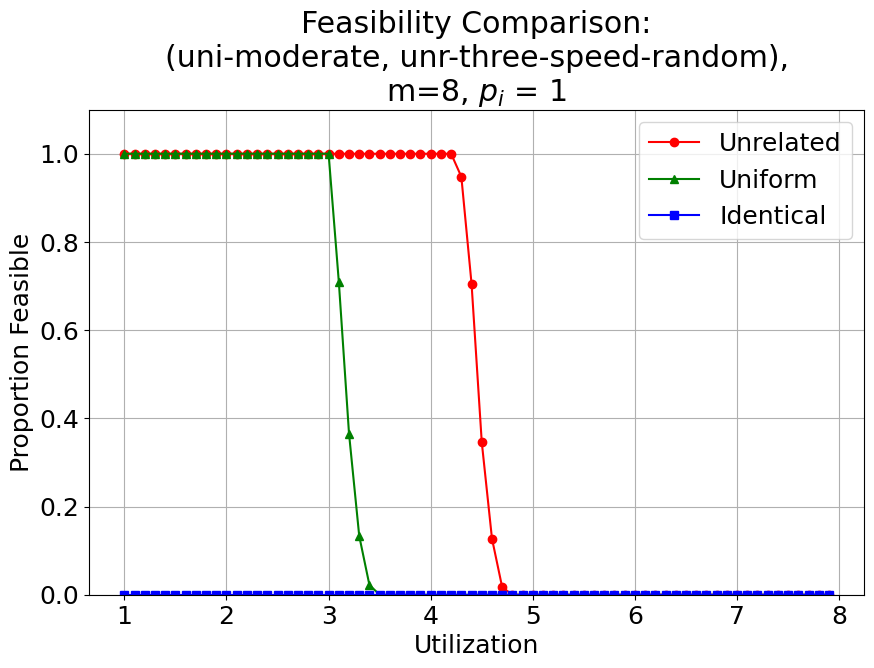 Feasibility Comparison:
(uni-moderate, unr-three-speed-random),
m=8, $p_i$ = 1
Unrelated
Uniform
Identical
Proportion Feasible
1.0
0.8
0.6
0.4
0.2
0.0
1 2 3 4 5 6 7 8
Utilization